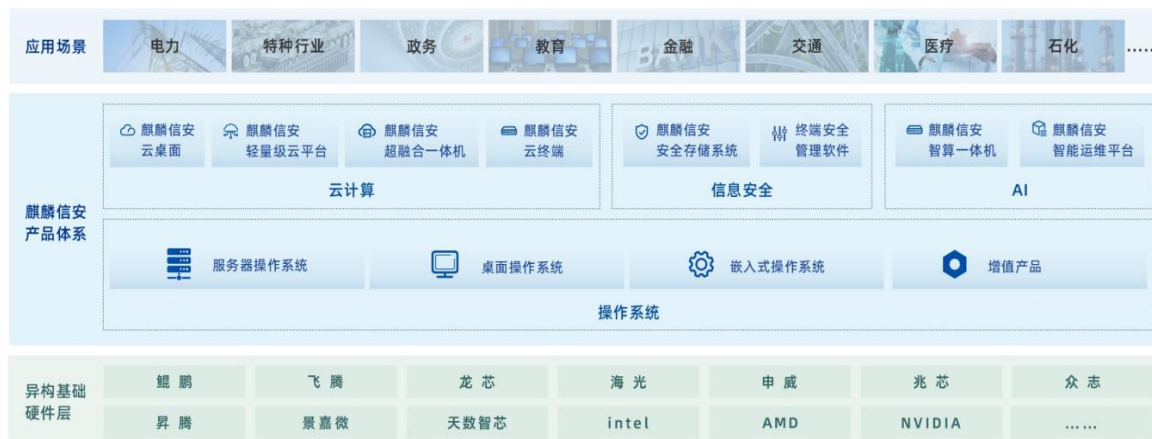 应用场景
电力
特种行业
政务
教育
金融
BANK
交通
医疗
石化
……
麒麟信安
产品体系
麒麟信安
云桌面
麒麟信安
轻量级云平台
麒麟信安
超融合一体机
麒麟信安
云终端
云计算
麒麟信安
安全存储系统
终端安全
管理软件
信息安全
麒麟信安
智算一体机
麒麟信安
智能运维平台
AI
服务器操作系统
桌面操作系统
嵌入式操作系统
增值产品
操作系统
异构基础
硬件层
鲲鹏
飞腾
龙芯
海光
申威
兆芯
众志
昇腾
景嘉微
天数智芯
intel
AMD
NVIDIA
……